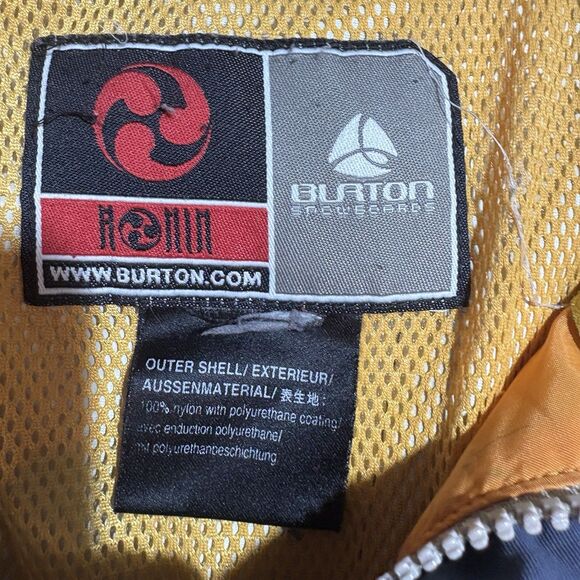 RONIN
WWW.BURTON.COM
BURTON
SNOWBOARDS
OUTER SHELL/ EXTERIEUR/
AUSSENMATERIAL/ 表生地:
100% nylon with polyurethane coating/
avec enduction polyurethane/
mit polyurethanbeschichtung